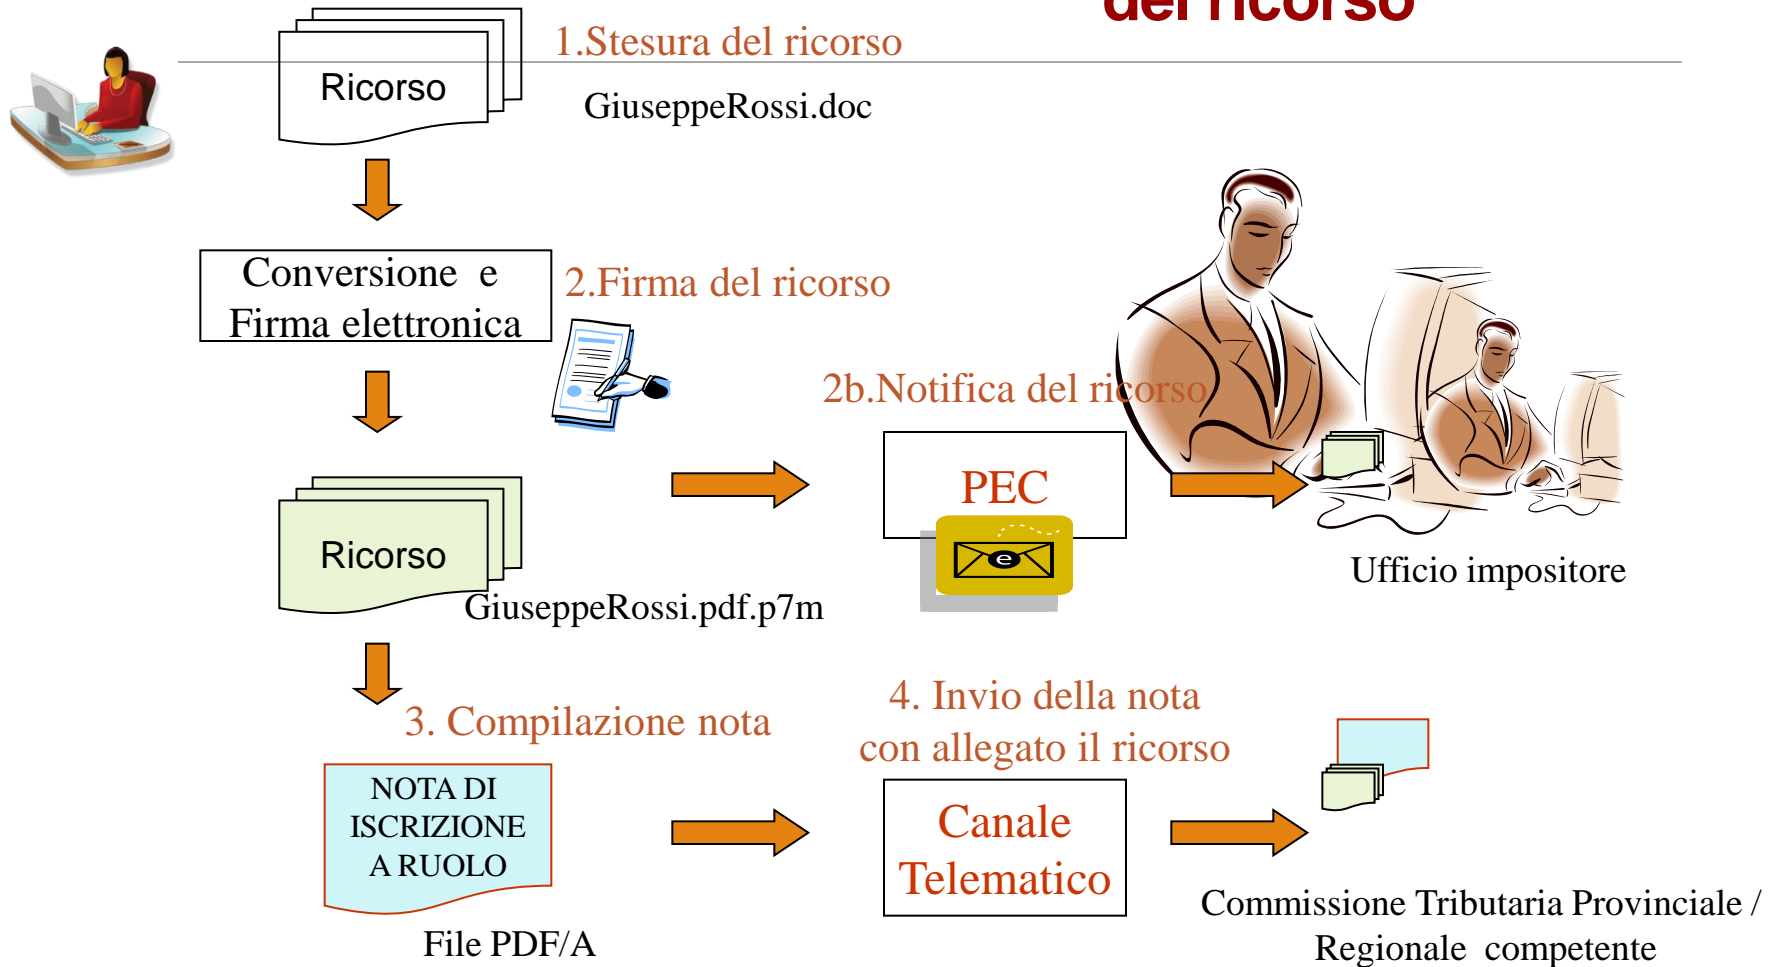 del ricorso
1.Stesura del ricorso
Ricorso
GiuseppeRossi.doc
Conversione e
Firma elettronica
2.Firma del ricorso
2b.Notifica del ricorso
PEC
e
Ricorso
GiuseppeRossi.pdf.p7m
Ufficio impositore
3. Compilazione nota
4. Invio della nota
con allegato il ricorso
NOTA DI
ISCRIZIONE
A RUOLO
Canale
Telematico
File PDF/A
Commissione Tributaria Provinciale /
Regionale competente